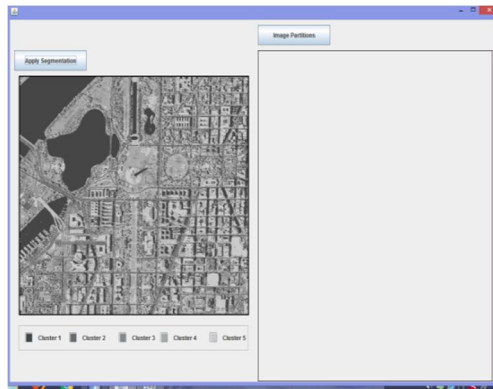 Image Partitions
Apply Segmentation
Cluster 1 Cluster 2 Cluster 3 Cluster 4 Cluster 5